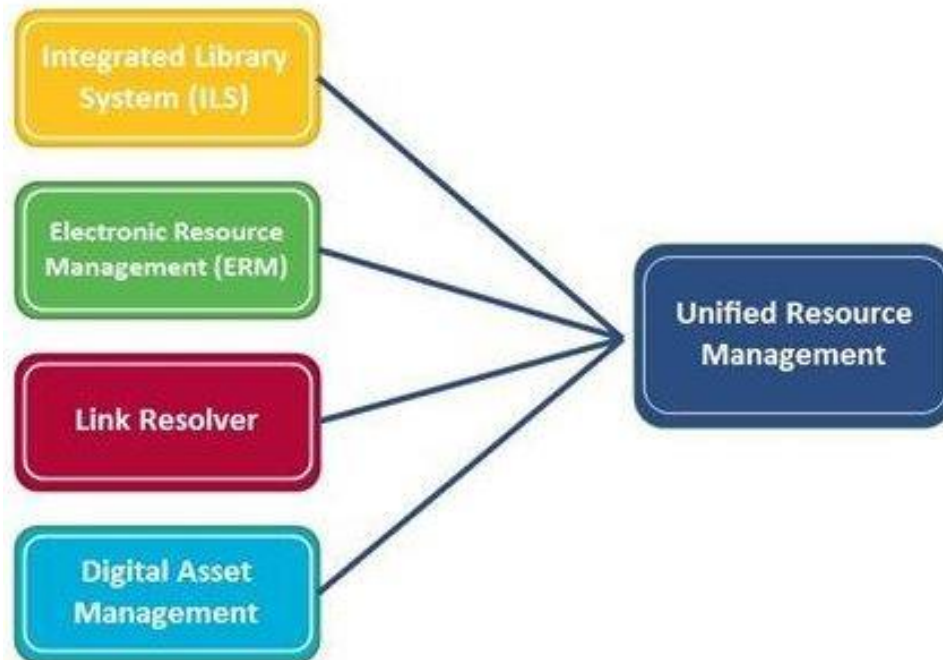 Integrated Library
System (ILS)
Electronic Resource
Management (ERM)
Link Resolver
Digital Asset
Management
Unified Resource
Management